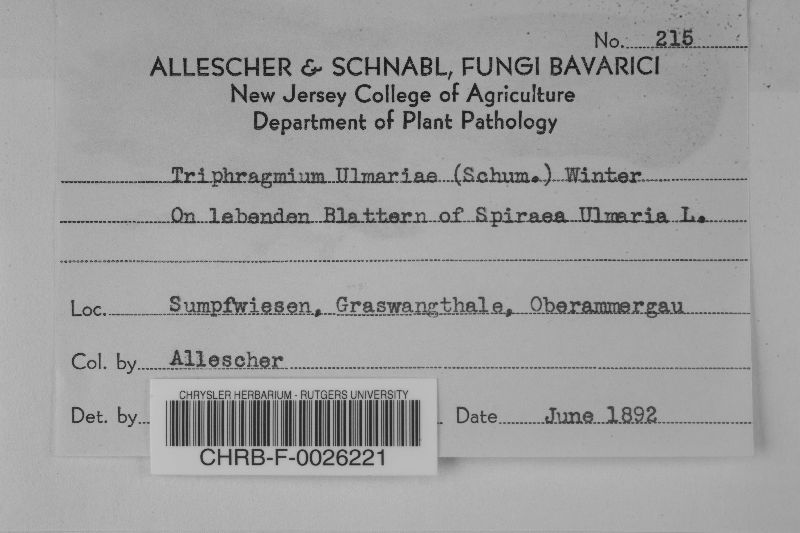 No. 215
ALLESCHER & SCHNABL, FUNGI BAVARICI
New Jersey College of Agriculture
Department of Plant Pathology
Triphragmium Ulmariae (Schum.) Winter
On lebenden Blattern of Spiraea Ulmaria L.
Loc. Sumpfwiesen, Graswangthale, Oberammergau
Col. by Allescher
Det. by
Date June 1892
CHRYSLER HERBARIUM - RUTGERS UNIVERSITY
CHRB-F-0026221